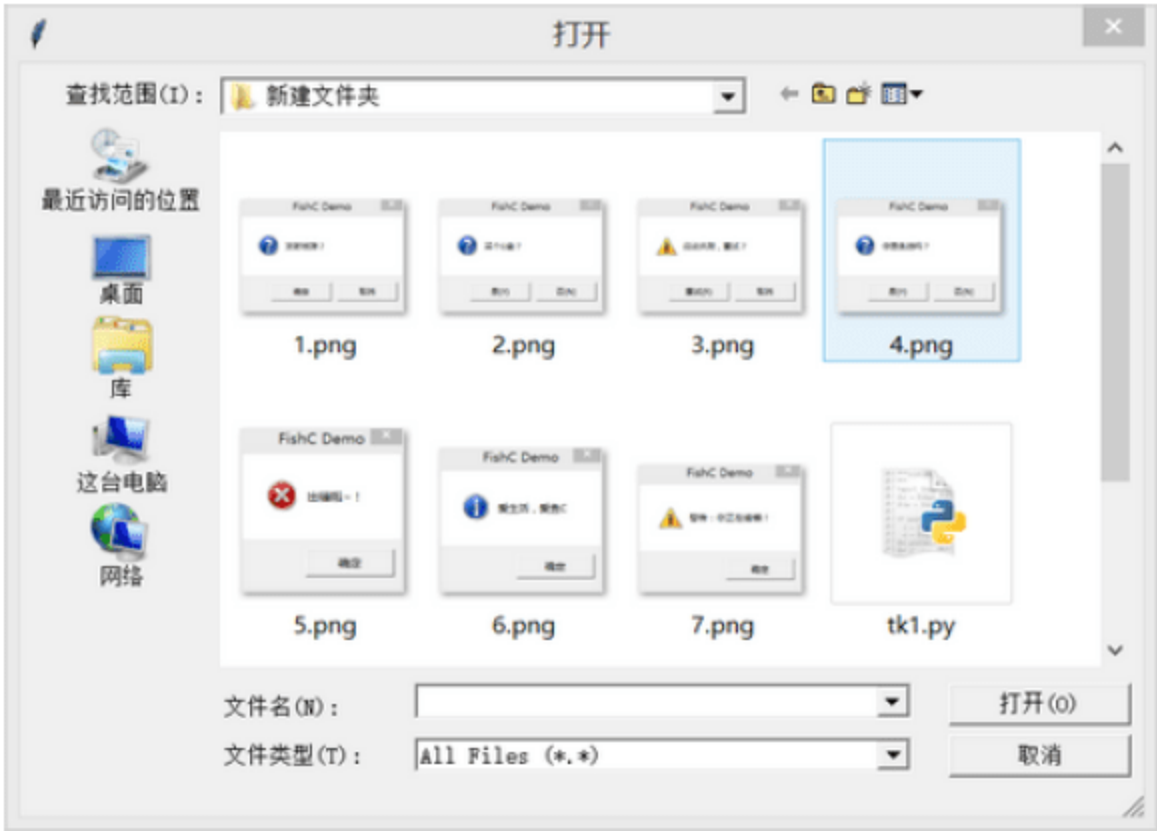 打开
查找范围(I):
新建文件夹
最近访问的位置
桌面
库
这台电脑
网络
FishC Demo
FishC Demo
FishC Demo
FishC Demo
1.png
2.png
3.png
4.png
FishC Demo
FishC Demo
FishC Demo
确定
确定
确定
5.png
6.png
7.png
tk1.py
文件名(N):
打开(O)
文件类型(T):
All Files (*.*)
取消